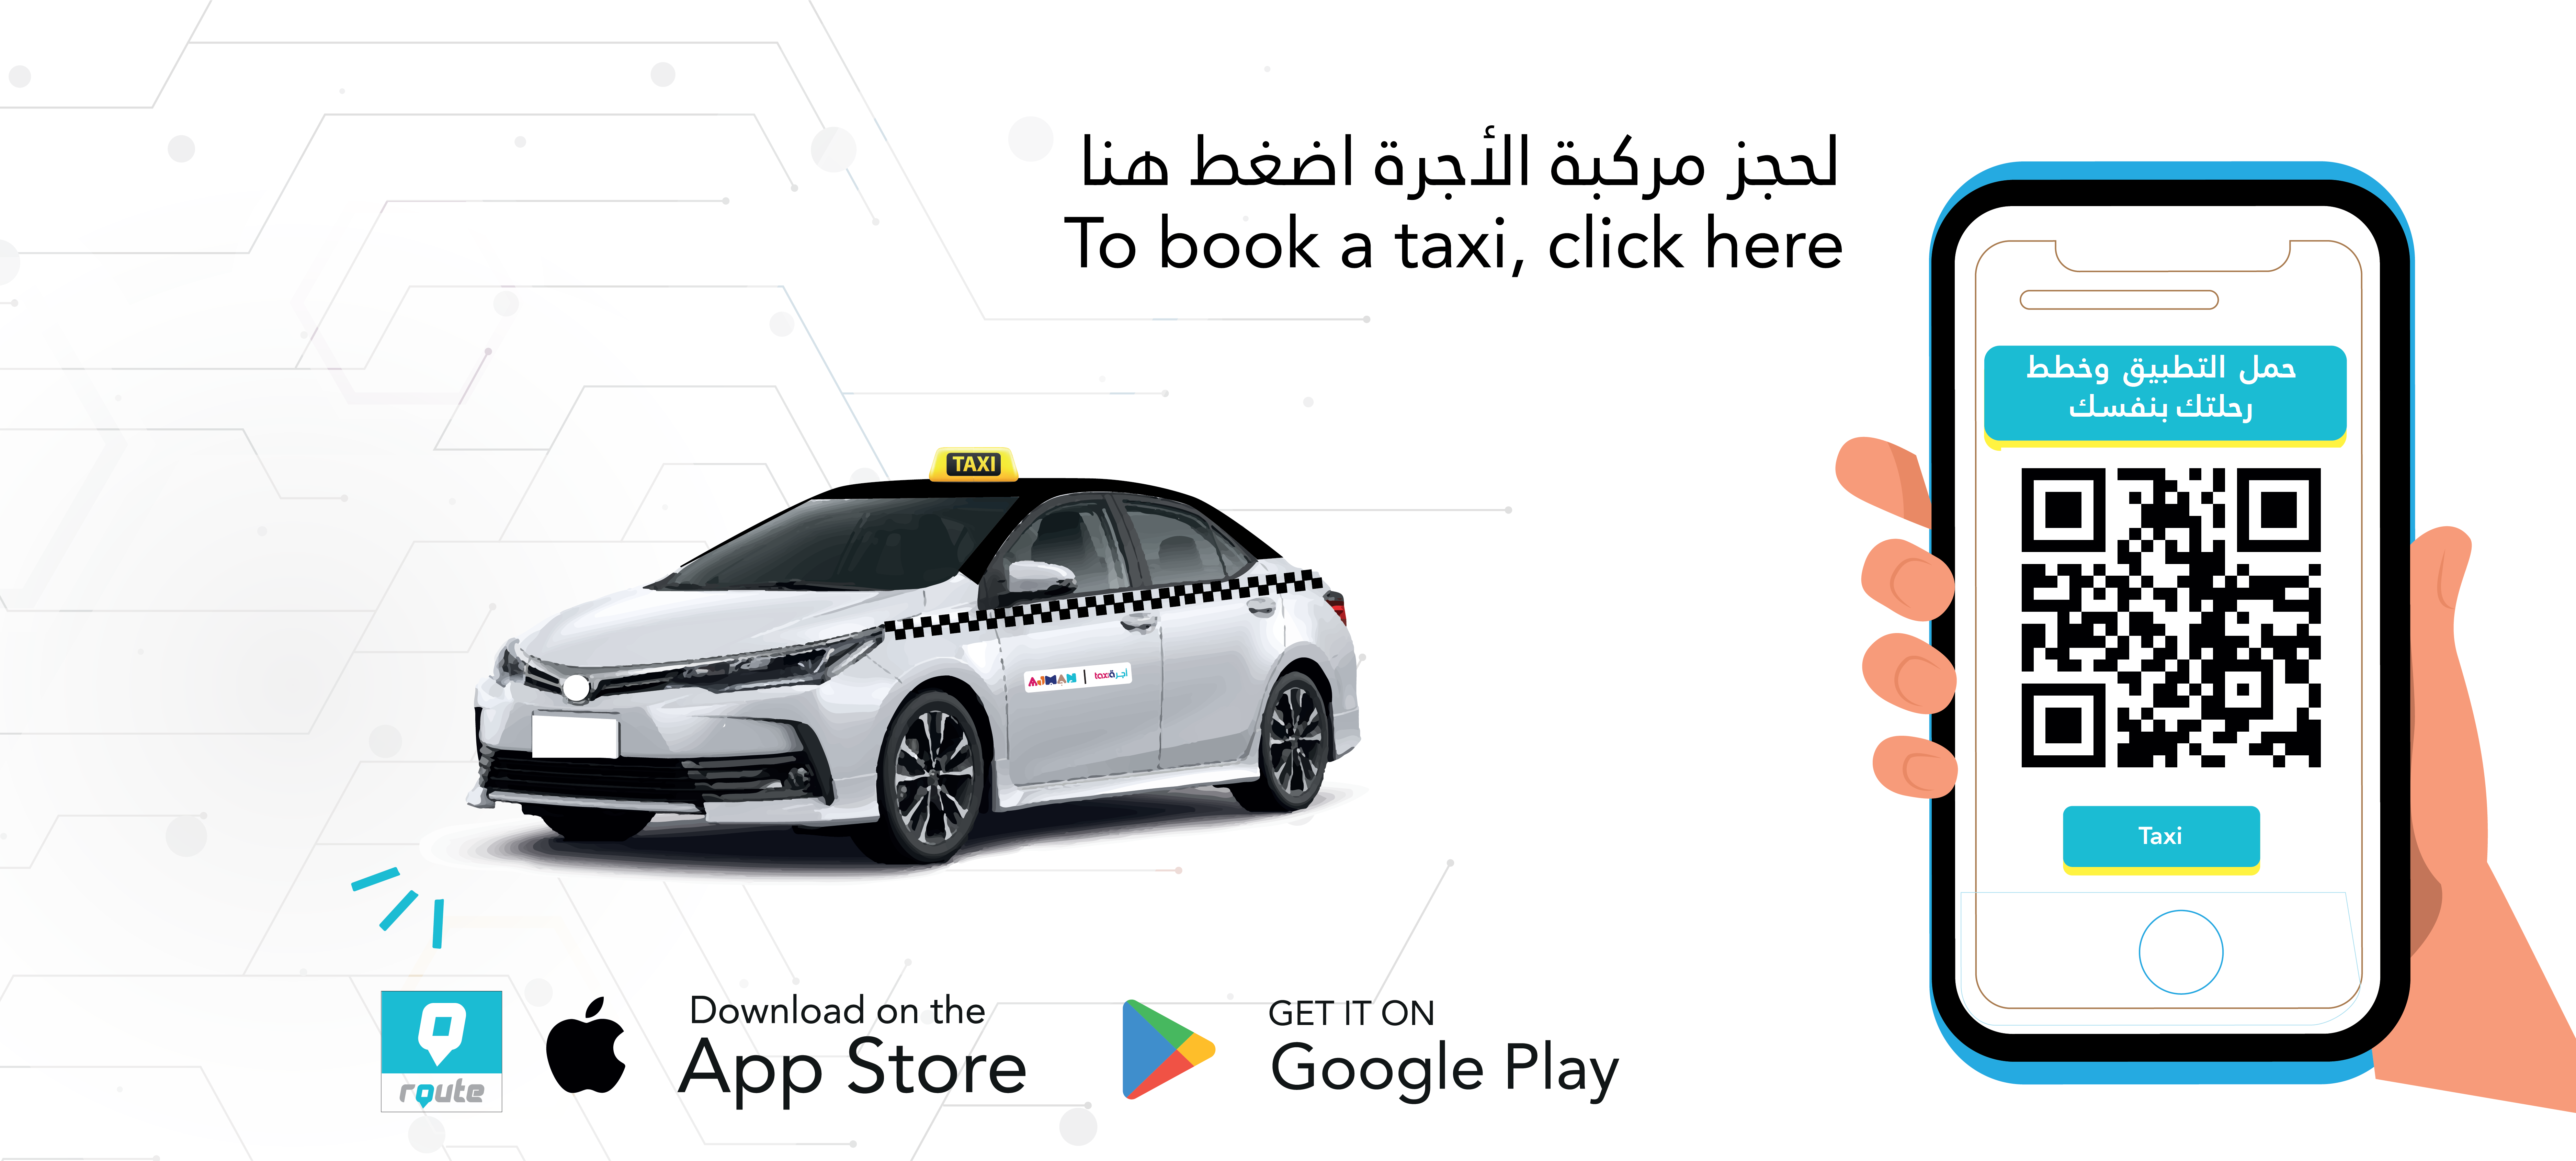 لحجز مركبة الأجرة اضغط هنا
To book a taxi, click here
حمل التطبيق وخطط
رحلتك بنفسك
TAXI
AJMAN | taxi أجرة
Taxi
route
Download on the
App Store
GET IT ON
Google Play